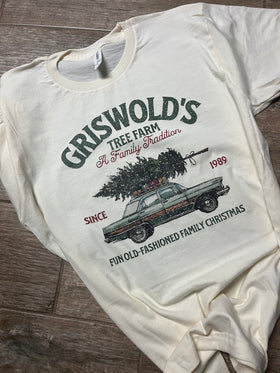 GRISWOLD'S
TREE FARM
A Family Tradition
SINCE 1989
FUN OLD-FASHIONED FAMILY CHRISTMAS